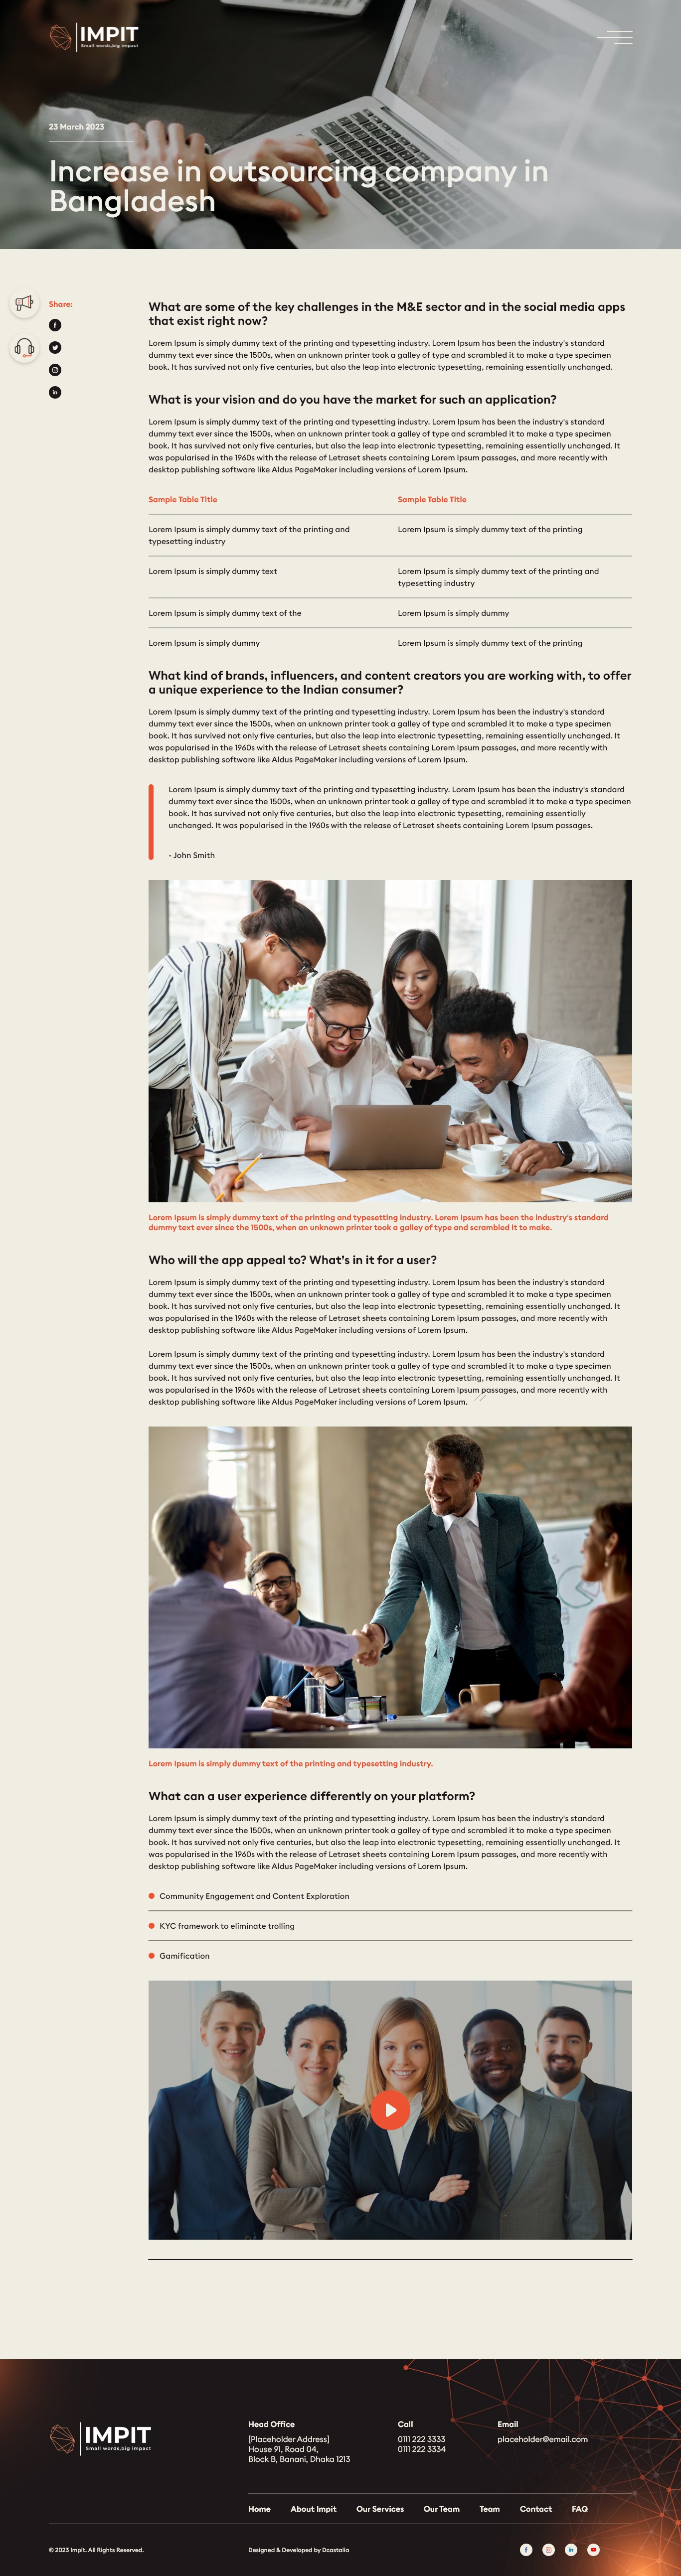 IMPIT
Small words,big impact
23 March 2023
Increase in outsourcing company in
Bangladesh
Share:
What are some of the key challenges in the M&E sector and in the social media apps
that exist right now?
Lorem Ipsum is simply dummy text of the printing and typesetting industry. Lorem Ipsum has been the industry's standard
dummy text ever since the 1500s, when an unknown printer took a galley of type and scrambled it to make a type specimen
book. It has survived not only five centuries, but also the leap into electronic typesetting, remaining essentially unchanged.
What is your vision and do you have the market for such an application?
Lorem Ipsum is simply dummy text of the printing and typesetting industry. Lorem Ipsum has been the industry's standard
dummy text ever since the 1500s, when an unknown printer took a galley of type and scrambled it to make a type specimen
book. It has survived not only five centuries, but also the leap into electronic typesetting, remaining essentially unchanged. It
was popularised in the 1960s with the release of Letraset sheets containing Lorem Ipsum passages, and more recently with
desktop publishing software like Aldus PageMaker including versions of Lorem Ipsum.
Sample Table Title Sample Table Title
Lorem Ipsum is simply dummy text of the printing and
typesetting industry
Lorem Ipsum is simply dummy text of the printing
Lorem Ipsum is simply dummy text
Lorem Ipsum is simply dummy text of the printing and
typesetting industry
Lorem Ipsum is simply dummy text of the
Lorem Ipsum is simply dummy
Lorem Ipsum is simply dummy
Lorem Ipsum is simply dummy text of the printing
What kind of brands, influencers, and content creators you are working with, to offer
a unique experience to the Indian consumer?
Lorem Ipsum is simply dummy text of the printing and typesetting industry. Lorem Ipsum has been the industry's standard
dummy text ever since the 1500s, when an unknown printer took a galley of type and scrambled it to make a type specimen
book. It has survived not only five centuries, but also the leap into electronic typesetting, remaining essentially unchanged. It
was popularised in the 1960s with the release of Letraset sheets containing Lorem Ipsum passages, and more recently with
desktop publishing software like Aldus PageMaker including versions of Lorem Ipsum.
Lorem Ipsum is simply dummy text of the printing and typesetting industry. Lorem Ipsum has been the industry's standard
dummy text ever since the 1500s, when an unknown printer took a galley of type and scrambled it to make a type specimen
book. It has survived not only five centuries, but also the leap into electronic typesetting, remaining essentially
unchanged. It was popularised in the 1960s with the release of Letraset sheets containing Lorem Ipsum passages.
- John Smith
Lorem Ipsum is simply dummy text of the printing and typesetting industry. Lorem Ipsum has been the industry's standard
dummy text ever since the 1500s, when an unknown printer took a galley of type and scrambled it to make.
Who will the app appeal to? What's in it for a user?
Lorem Ipsum is simply dummy text of the printing and typesetting industry. Lorem Ipsum has been the industry's standard
dummy text ever since the 1500s, when an unknown printer took a galley of type and scrambled it to make a type specimen
book. It has survived not only five centuries, but also the leap into electronic typesetting, remaining essentially unchanged. It
was popularised in the 1960s with the release of Letraset sheets containing Lorem Ipsum passages, and more recently with
desktop publishing software like Aldus PageMaker including versions of Lorem Ipsum.
Lorem Ipsum is simply dummy text of the printing and typesetting industry. Lorem Ipsum has been the industry's standard
dummy text ever since the 1500s, when an unknown printer took a galley of type and scrambled it to make a type specimen
book. It has survived not only five centuries, but also the leap into electronic typesetting, remaining essentially unchanged. It
was popularised in the 1960s with the release of Letraset sheets containing Lorem Ipsum passages, and more recently with
desktop publishing software like Aldus PageMaker including versions of Lorem Ipsum.
Lorem Ipsum is simply dummy text of the printing and typesetting industry.
What can a user experience differently on your platform?
Lorem Ipsum is simply dummy text of the printing and typesetting industry. Lorem Ipsum has been the industry's standard
dummy text ever since the 1500s, when an unknown printer took a galley of type and scrambled it to make a type specimen
book. It has survived not only five centuries, but also the leap into electronic typesetting, remaining essentially unchanged. It
was popularised in the 1960s with the release of Letraset sheets containing Lorem Ipsum passages, and more recently with
desktop publishing software like Aldus PageMaker including versions of Lorem Ipsum.
Community Engagement and Content Exploration
KYC framework to eliminate trolling
Gamification
IMPIT
Small words,big impact
Head Office
[Placeholder Address]
House 91, Road 04,
Block B, Banani, Dhaka 1213
Call
0111 222 3333
0111 222 3334
Email
placeholder@email.com
Home About Impit Our Services Our Team Team Contact FAQ
© 2023 Impit. All Rights Reserved.
Designed & Developed by Dcastalia